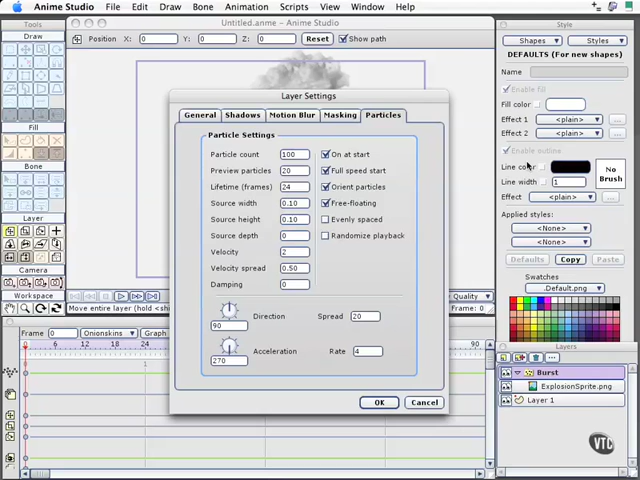 Anime Studio File Edit Draw Bone Animation Scripts View Window Help
Untitled.anme - Anime Studio
Tools
Draw
Fill
Bone
Layer
Camera
Workspace
Position X: 0 Y: 0 Z: 0 Reset Show path
Layer Settings
General Shadows Motion Blur Masking Particles
Particle Settings
Particle count 100 On at start
Preview particles 20 Full speed start
Lifetime (frames) 24 Orient particles
Source width 0.10 Free-floating
Source height 0.10 Evenly spaced
Source depth 0 Randomize playback
Velocity 2
Velocity spread 0.50
Damping 0
90 Direction Spread 20
270 Acceleration Rate 4
OK Cancel
Quality
Move entire layer (hold <sh
Frame: 0
Frame 0 Onionskins Graph
0 6 12 18 24 90
1
Style
Shapes Styles
DEFAULTS (For new shapes)
Name
Enable fill
Fill color
Effect 1 <plain> ...
Effect 2 <plain> ...
Enable outline
Line color
Line width 1
No
Brush
Effect <plain> ...
Applied styles:
<None>
<None>
Defaults Copy Paste
Swatches
.Default.png
Layers
Burst
ExplosionSprite.png
Layer 1
VTC